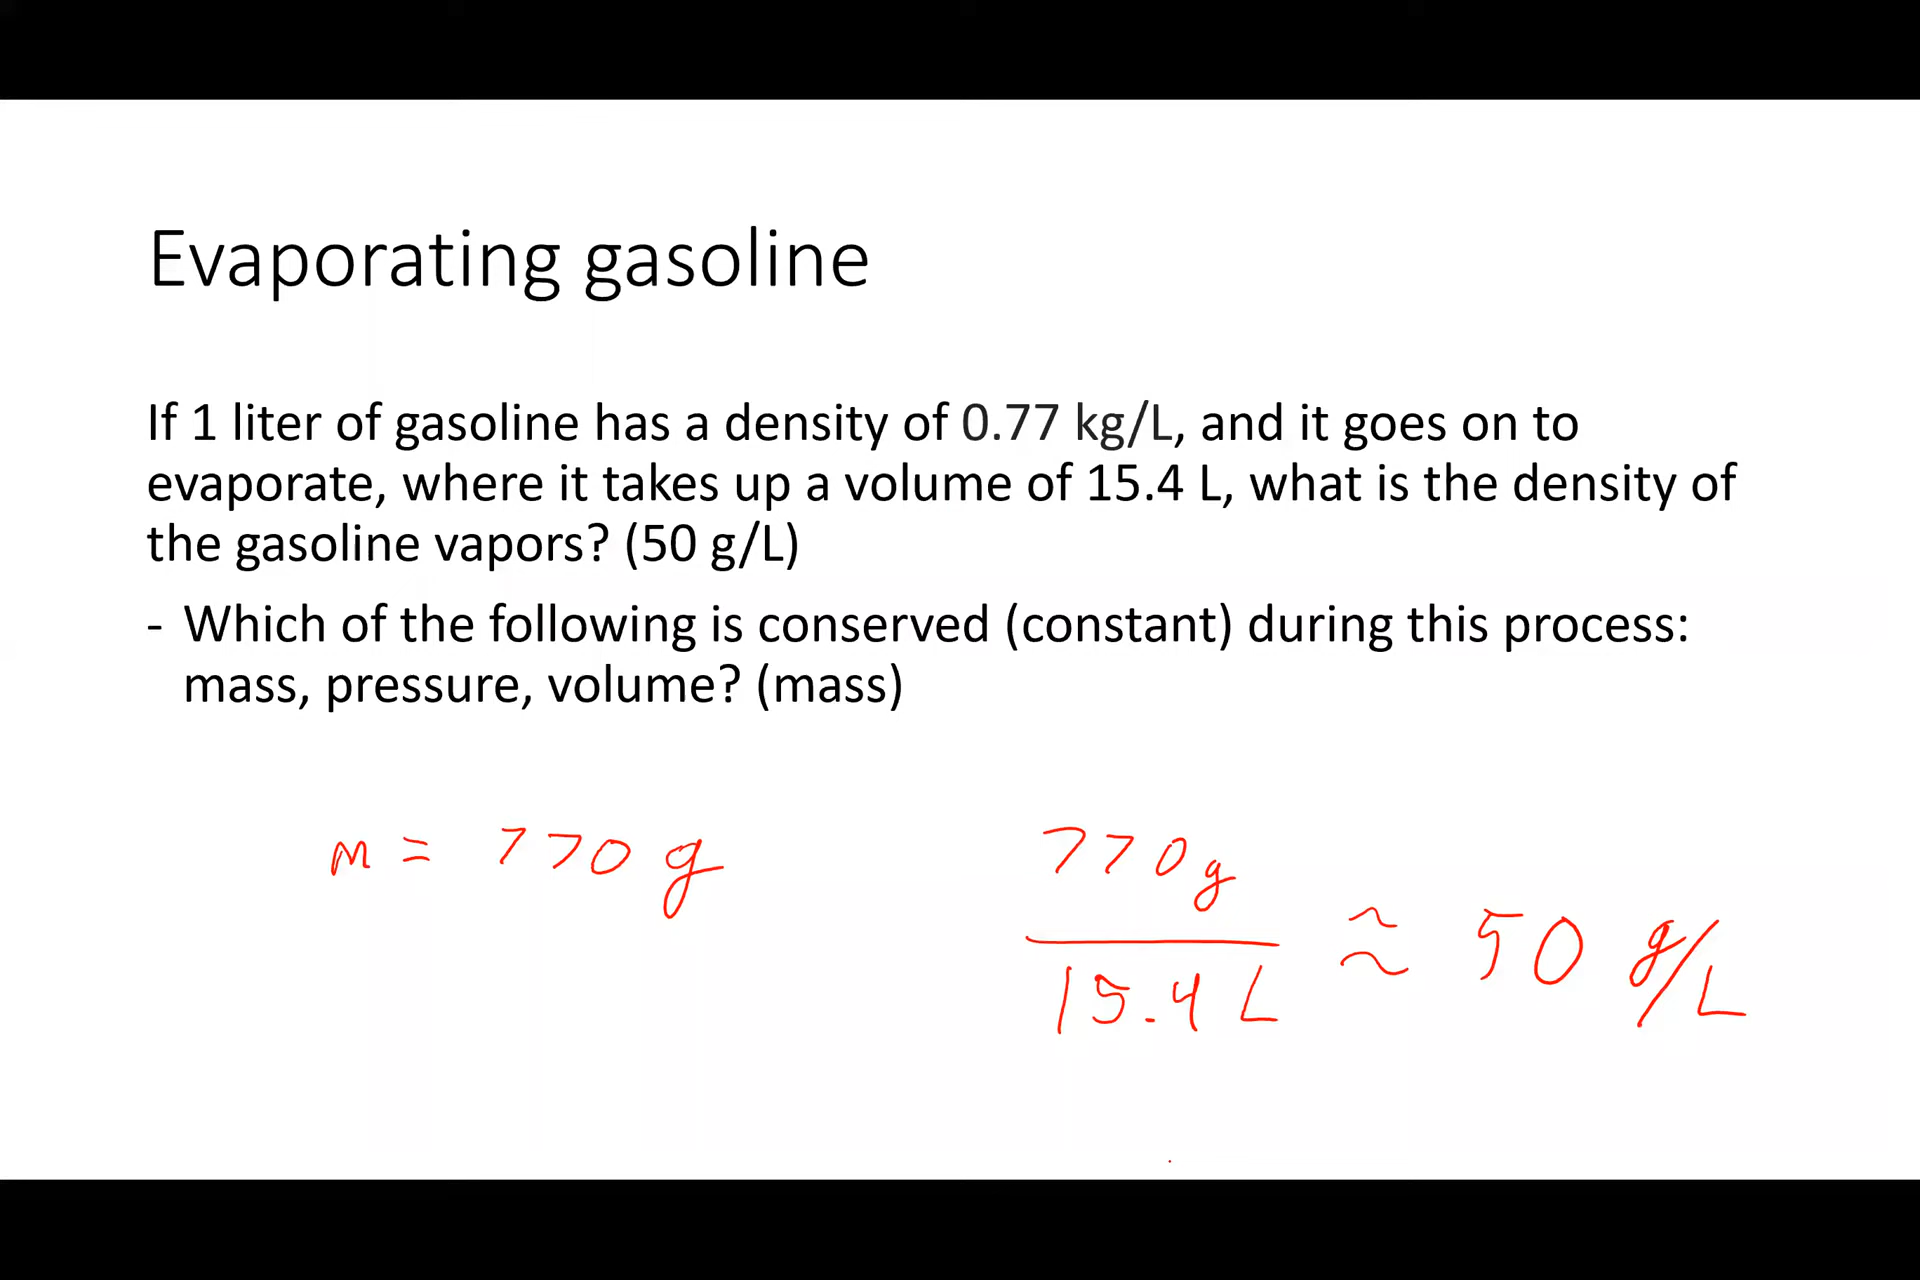 Evaporating gasoline
If 1 liter of gasoline has a density of 0.77 kg/L, and it goes on to
evaporate, where it takes up a volume of 15.4 L, what is the density of
the gasoline vapors? (50 g/L)
- Which of the following is conserved (constant) during this process:
mass, pressure, volume? (mass)
m = 770 g
770g
≈ 50 g/L
15.4 L